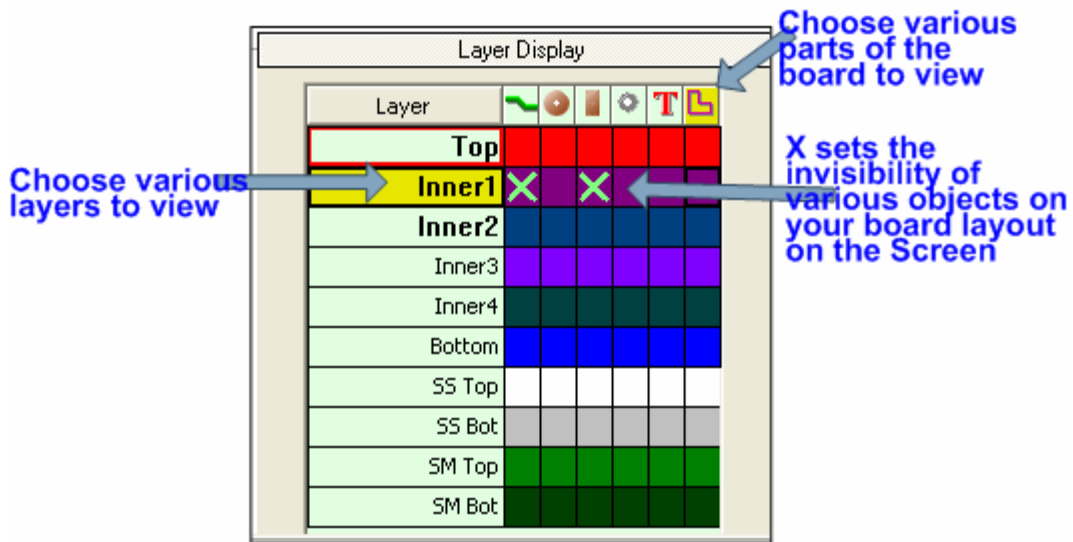 Choose various
parts of the
board to view
Layer Display
Layer T
Top
Inner1
Inner2
Inner3
Inner4
Bottom
SS Top
SS Bot
SM Top
SM Bot
Choose various
layers to view
X sets the
invisibility of
various objects on
your board layout
on the Screen